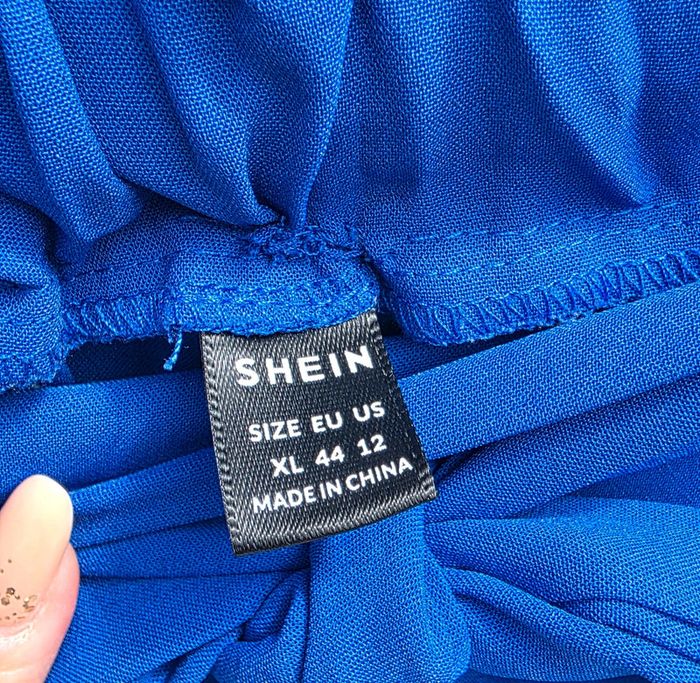 SHEIN
SIZE EU US
XL 44 12
MADE IN CHINA